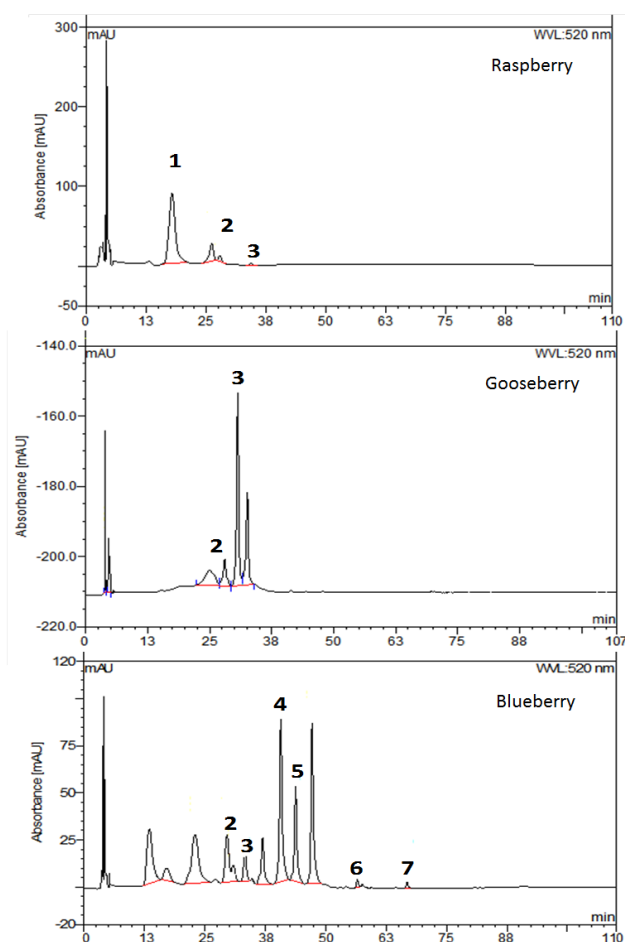 300
mAU
WVL:520 nm
Raspberry
200
Absorbance [mAU]
1
100
2
3
min
-50
0 13 25 38 50 63 75 88 110
-140.0
mAU
WVL:520 nm
3
Gooseberry
-160.0
Absorbance [mAU]
-180.0
2
-200.0
min
-220.0
0 13 25 38 50 63 75 88 107
120
mAU
WVL:520 nm
Blueberry
4
75
5
Absorbance [mAU]
50
2
25
3
6 7
min
-20
0 13 25 38 50 63 75 88 110